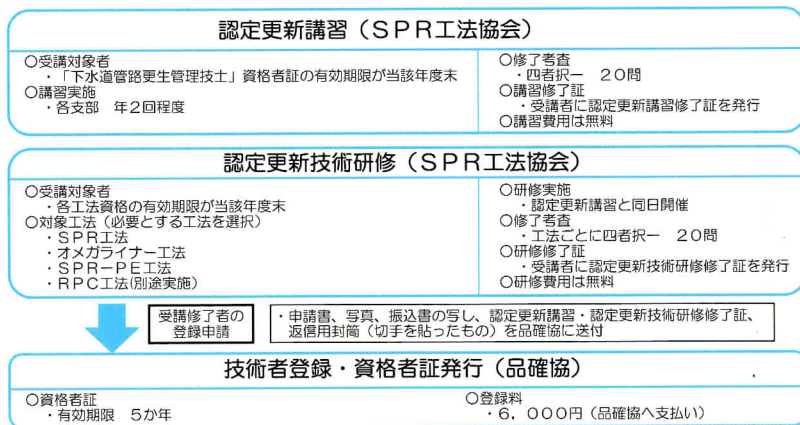 認定更新講習（ＳＰＲ工法協会）
○受講対象者
・「下水道管路更生管理技士」資格者証の有効期限が当該年度末
○講習実施
・各支部　年2回程度
○修了考査
・四者択一　20問
○講習修了証
・受講者に認定更新講習修了証を発行
○講習費用は無料
認定更新技術研修（ＳＰＲ工法協会）
○受講対象者
・各工法資格の有効期限が当該年度末
○対象工法（必要とする工法を選択）
・ＳＰＲ工法
・オメガライナー工法
・ＳＰＲ－ＰＥ工法
・ＲＰＣ工法(別途実施)
○研修実施
・認定更新講習と同日開催
○修了考査
・工法ごとに四者択一　20問
○研修修了証
・受講者に認定更新技術研修修了証を発行
○研修費用は無料
受講修了者の
登録申請
・申請書、写真、振込書の写し、認定更新講習・認定更新技術研修修了証、
返信用封筒（切手を貼ったもの）を品確協に送付
技術者登録・資格者証発行（品確協）
○資格者証
・有効期限　5か年
○登録料
・6，000円（品確協へ支払い）